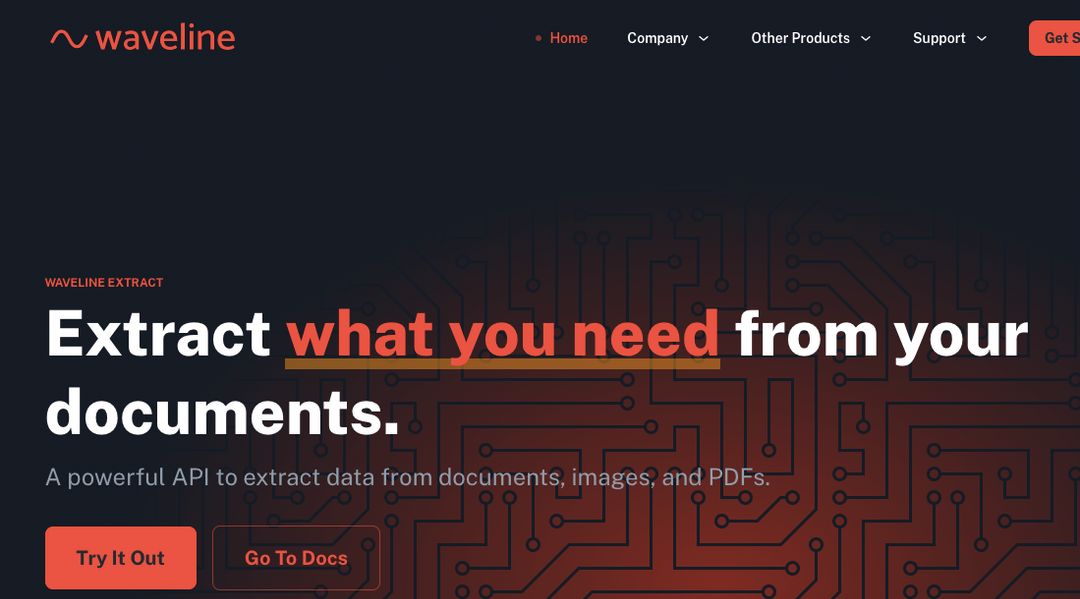 waveline
Home
Company
Other Products
Support
Get S
WAVELINE EXTRACT
Extract what you need from your
documents.
A powerful API to extract data from documents, images, and PDFs.
Try It Out
Go To Docs